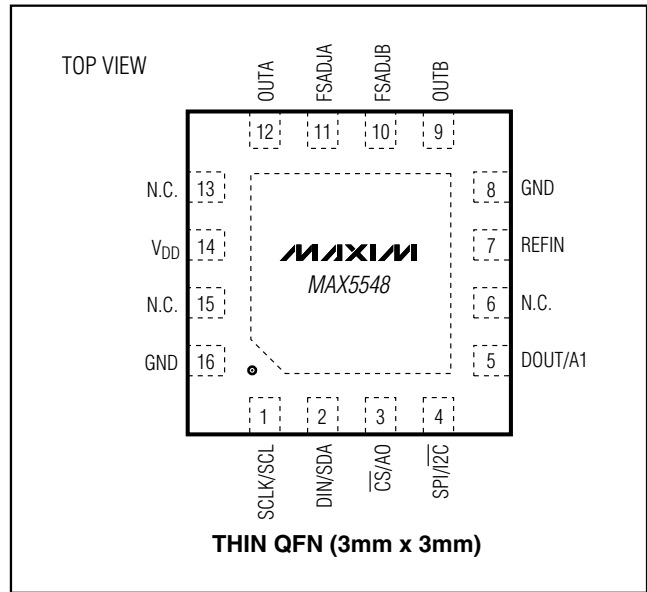 TOP VIEW
OUTA
FSADJA
FSADJB
OUTB
12
11
10
9
N.C.
13
8
GND
V_DD
14
MAXIM
7
REFIN
MAX5548
N.C.
15
6
N.C.
GND
16
5
DOUT/A1
1
2
3
4
SCLK/SCL
DIN/SDA
C̅S̅/A0
SPI/I̅2̅C̅
THIN QFN (3mm x 3mm)